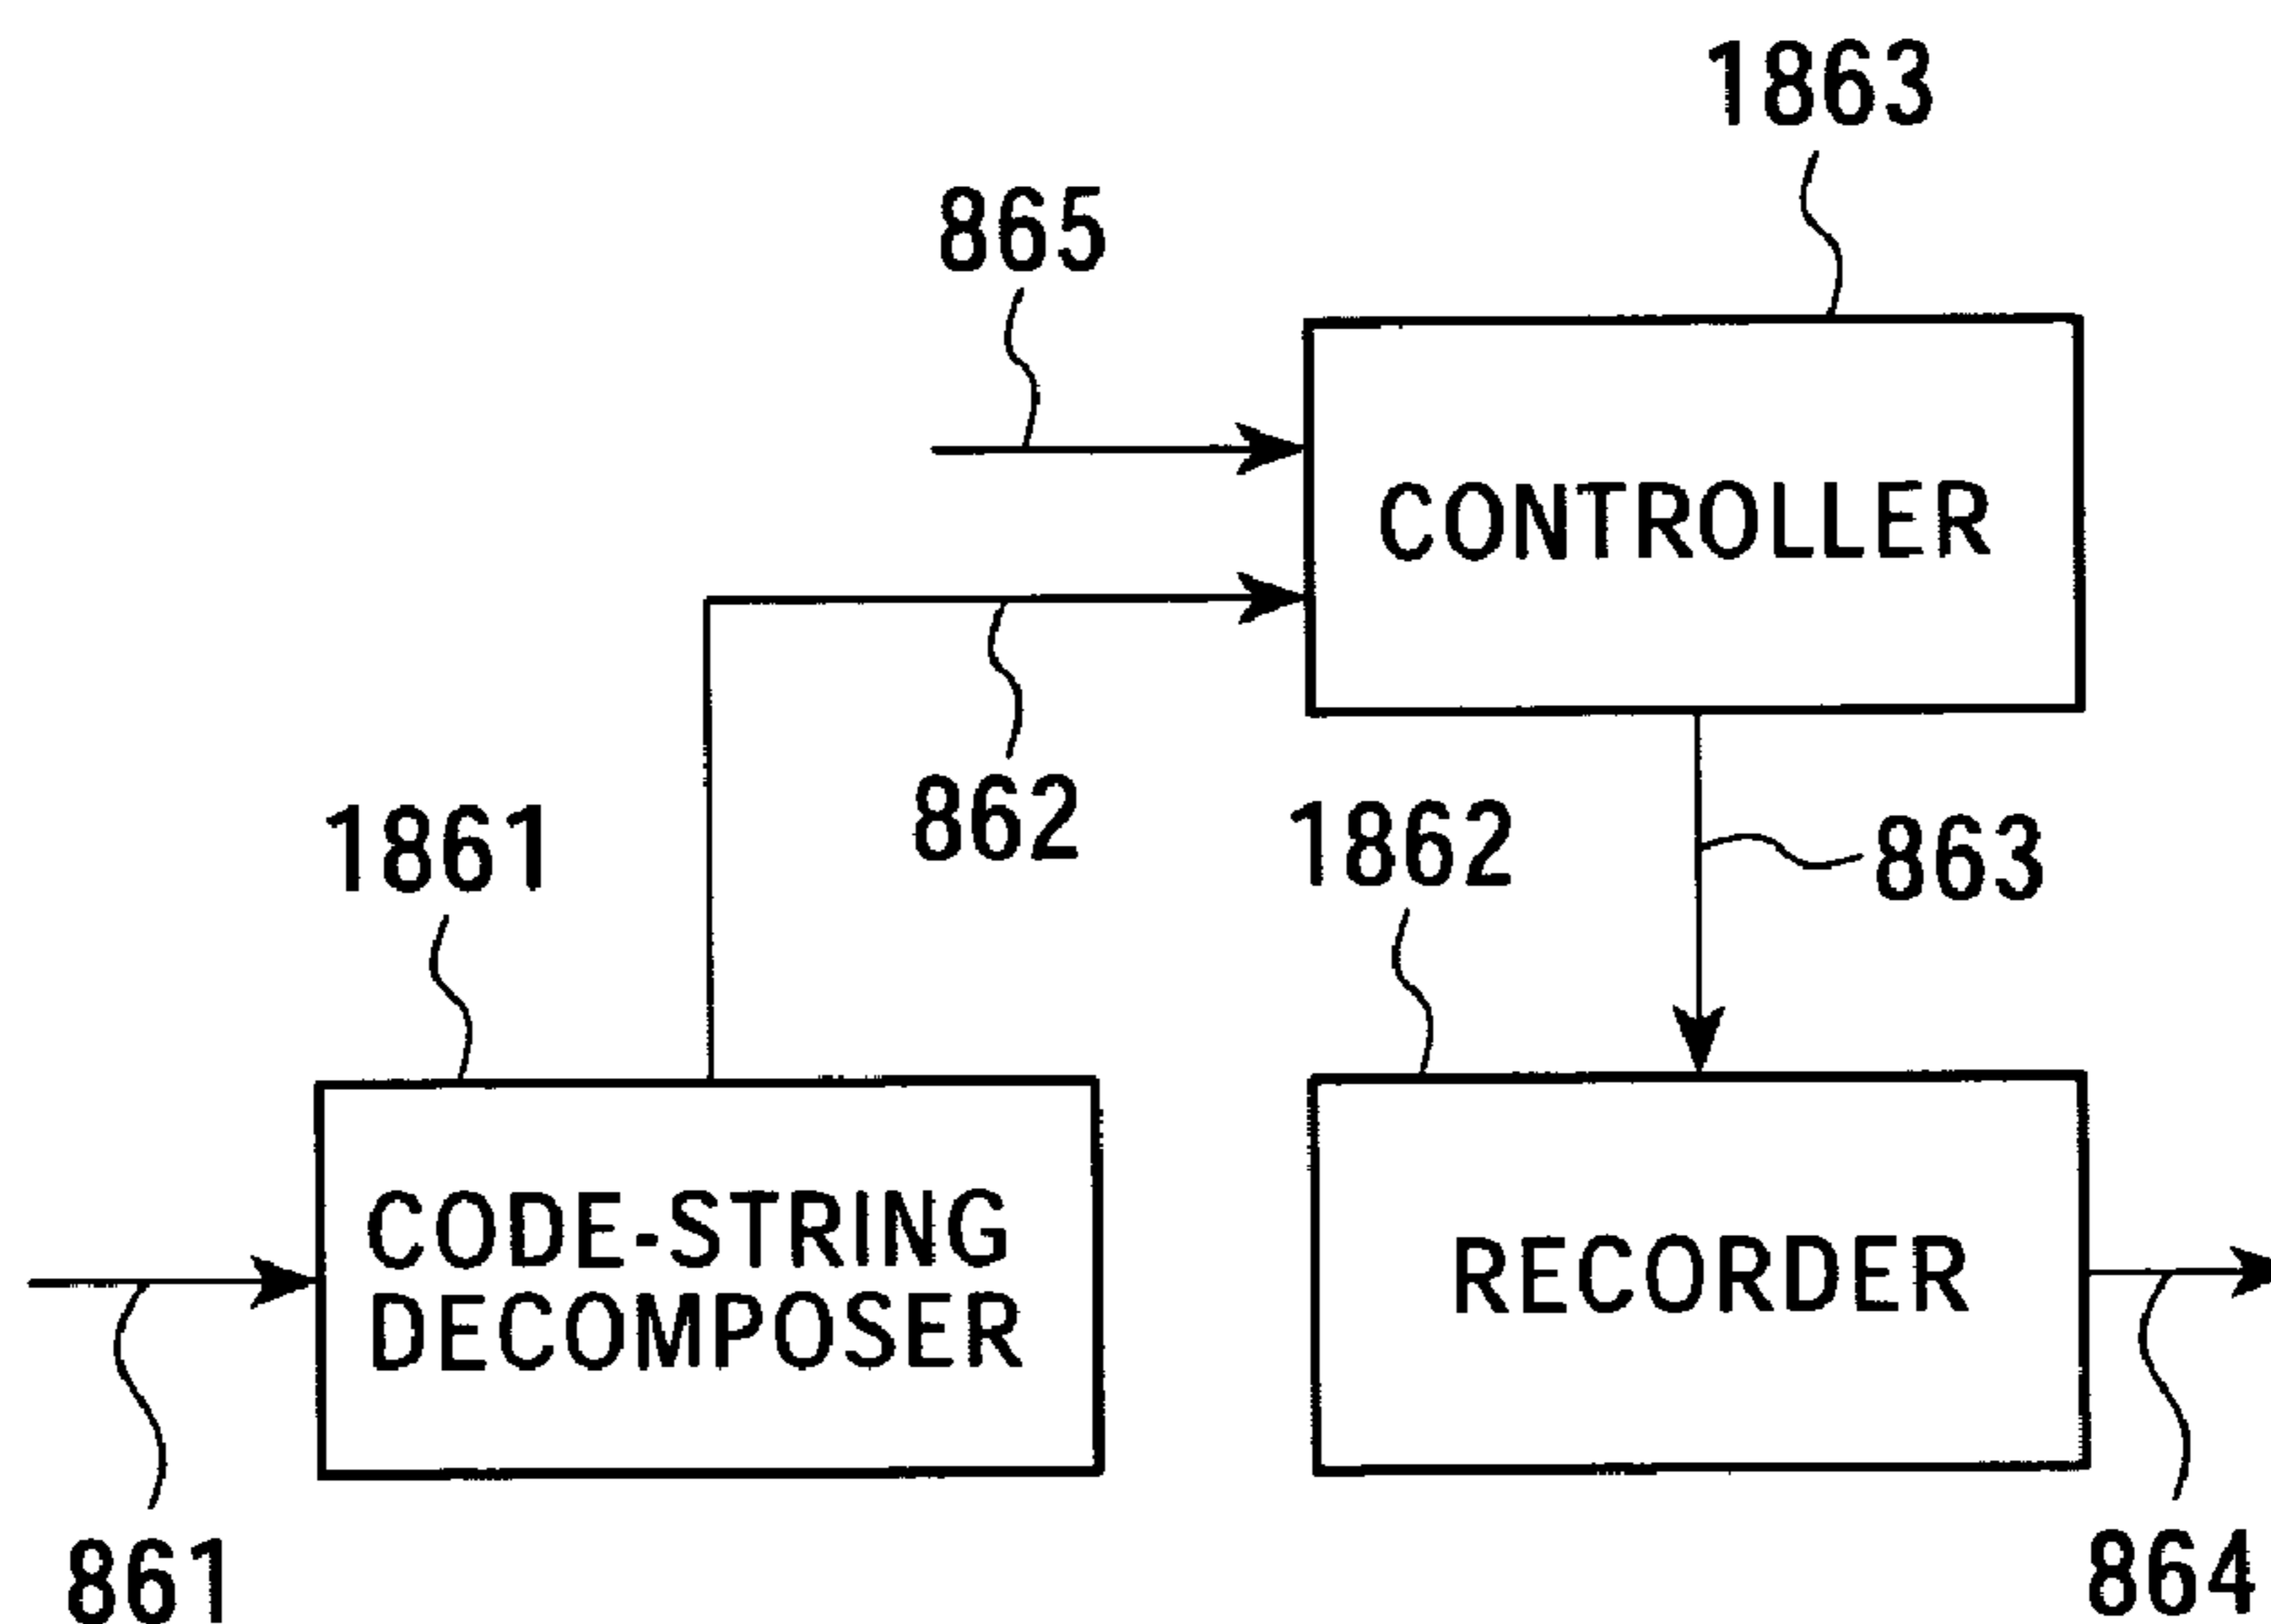 1863
865
CONTROLLER
862
1861
1862
863
CODE-STRING
DECOMPOSER
RECORDER
861
864